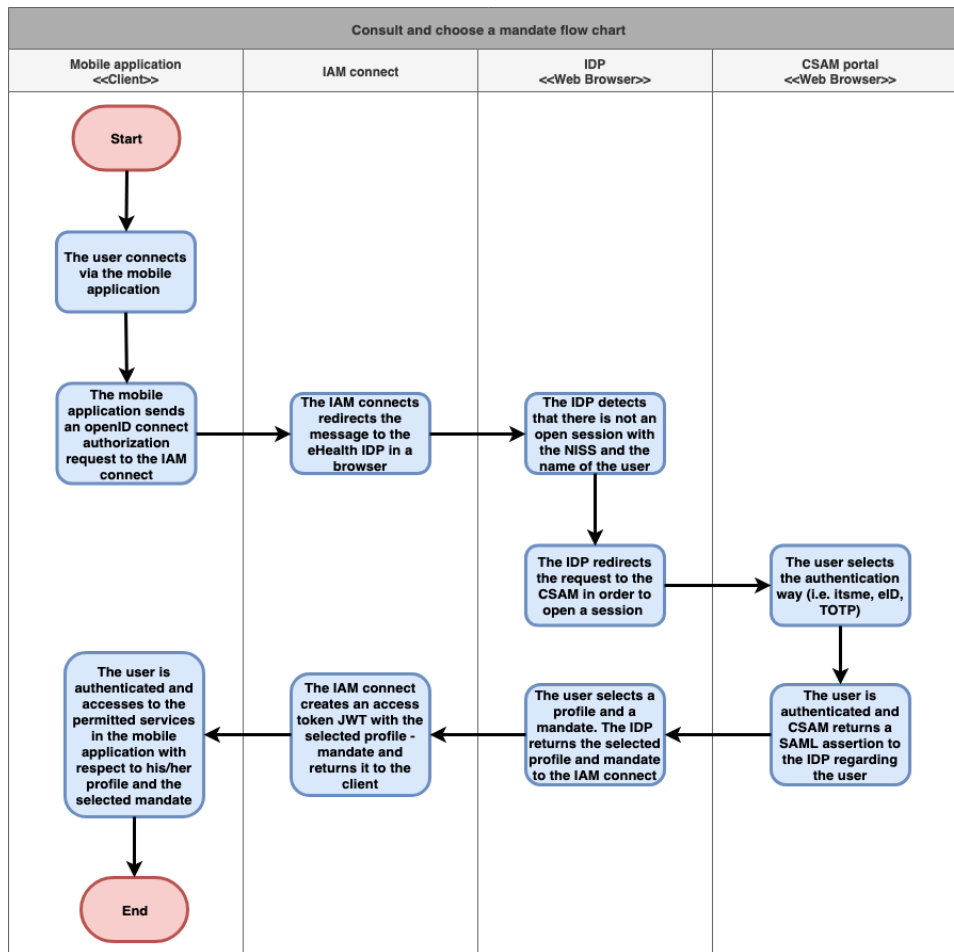 Consult and choose a mandate flow chart
Mobile application
<<Client>>
IAM connect
IDP
<<Web Browser>>
CSAM portal
<<Web Browser>>
Start
The user connects
via the mobile
application
The mobile
application sends
an openID connect
authorization
request to the IAM
connect
The IAM connects
redirects the
message to the
eHealth IDP in a
browser
The IDP detects
that there is not an
open session with
the NISS and the
name of the user
The IDP redirects
the request to the
CSAM in order to
open a session
The user selects
the authentication
way (i.e. itsme, eID,
TOTP)
The user is
authenticated and
CSAM returns a
SAML assertion to
the IDP regarding
the user
The user selects a
profile and a
mandate. The IDP
returns the selected
profile and mandate
to the IAM connect
The IAM connect
creates an access
token JWT with the
selected profile -
mandate and
returns it to the
client
The user is
authenticated and
accesses to the
permitted services
in the mobile
application with
respect to his/her
profile and the
selected mandate
End